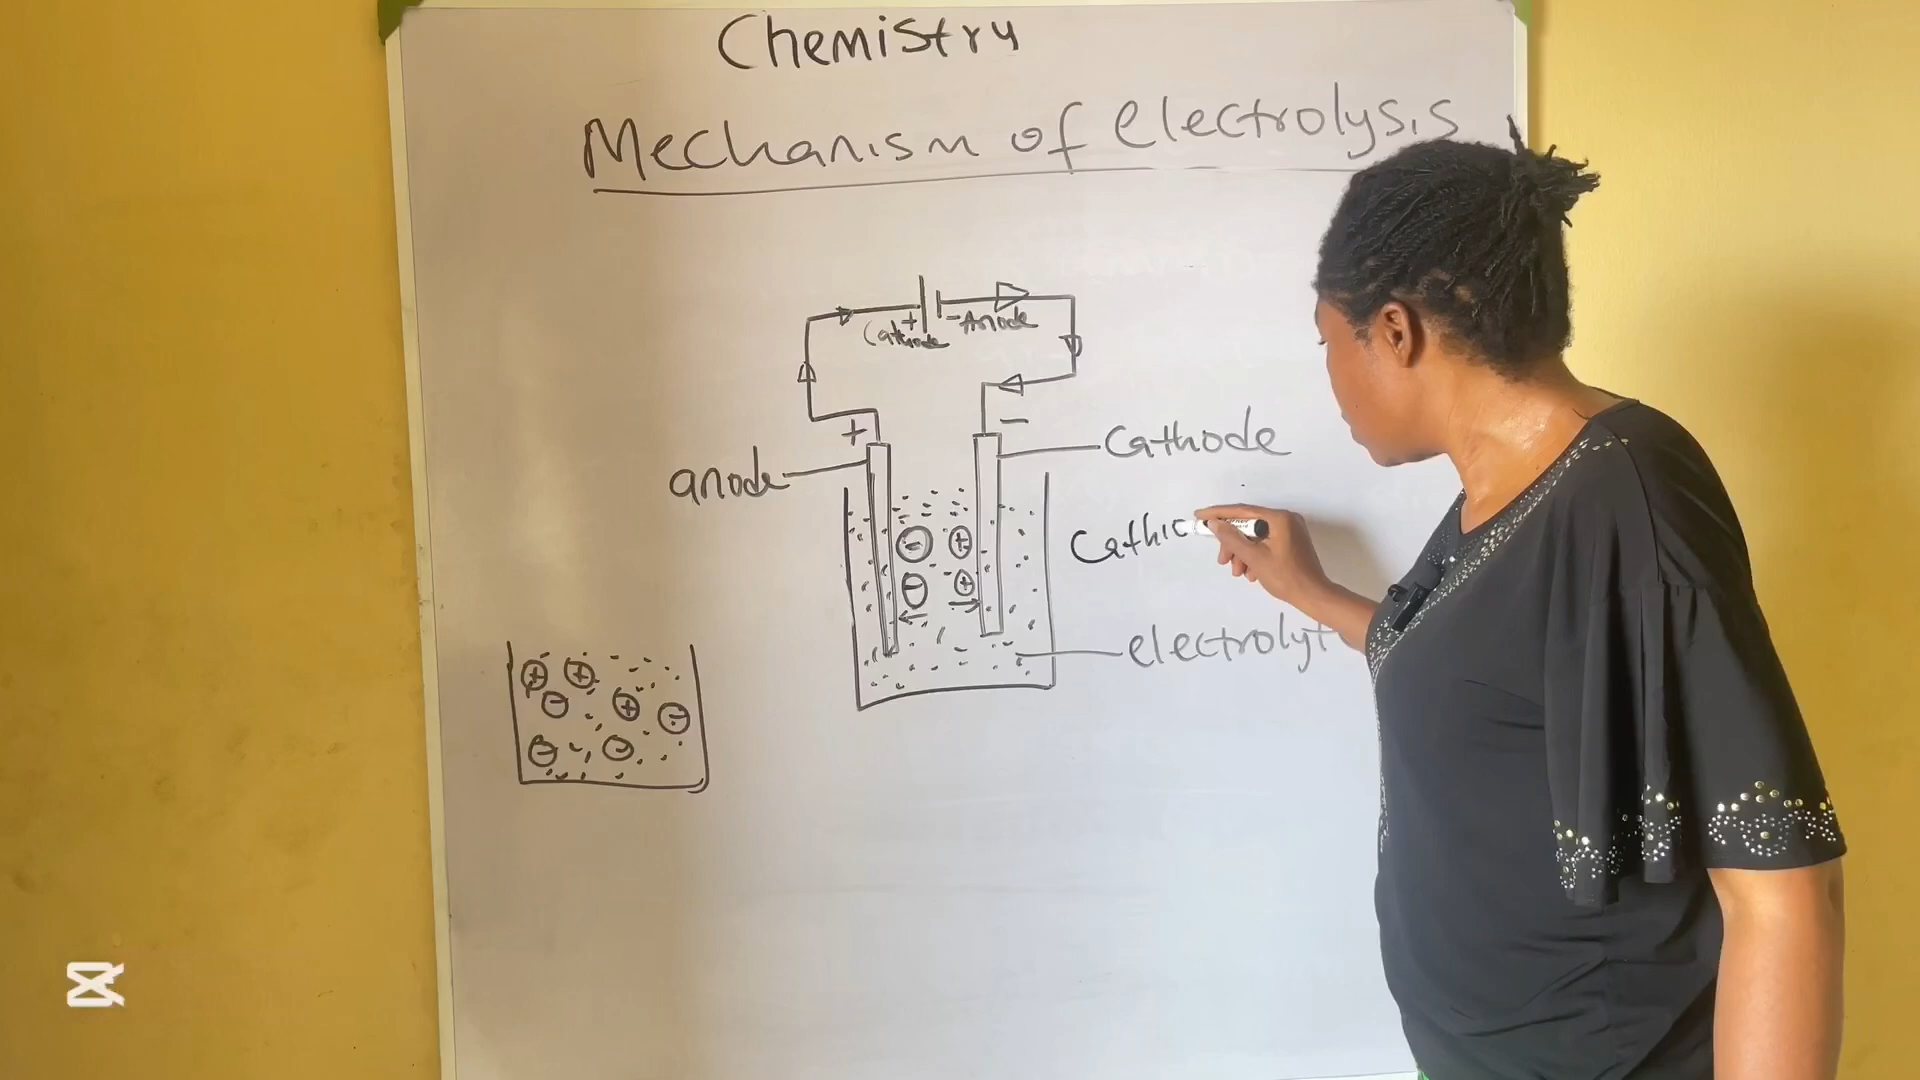 Chemistry
Mechanism of electrolysis
+ - Anode
Cathode
+ -
Cathode
anode
- +
- +
Cathic
electrolyt
+ +
- + -
- -